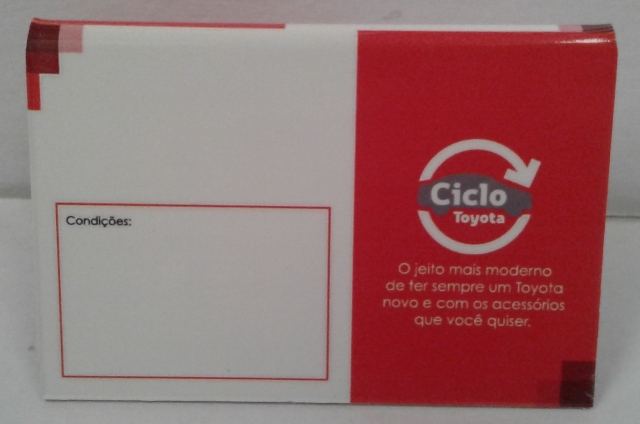 Condições:
Ciclo
Toyota
O jeito mais moderno
de ter sempre um Toyota
novo e com os acessórios
que você quiser.